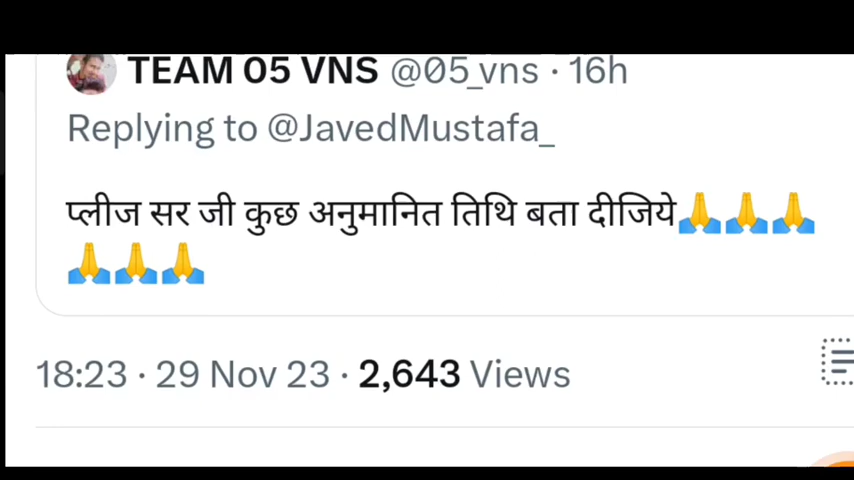 TEAM 05 VNS @05_vns · 16h
Replying to @JavedMustafa_
प्लीज सर जी कुछ अनुमानित तिथि बता दीजिये🙏🙏🙏
🙏🙏🙏
18:23 · 29 Nov 23 · 2,643 Views